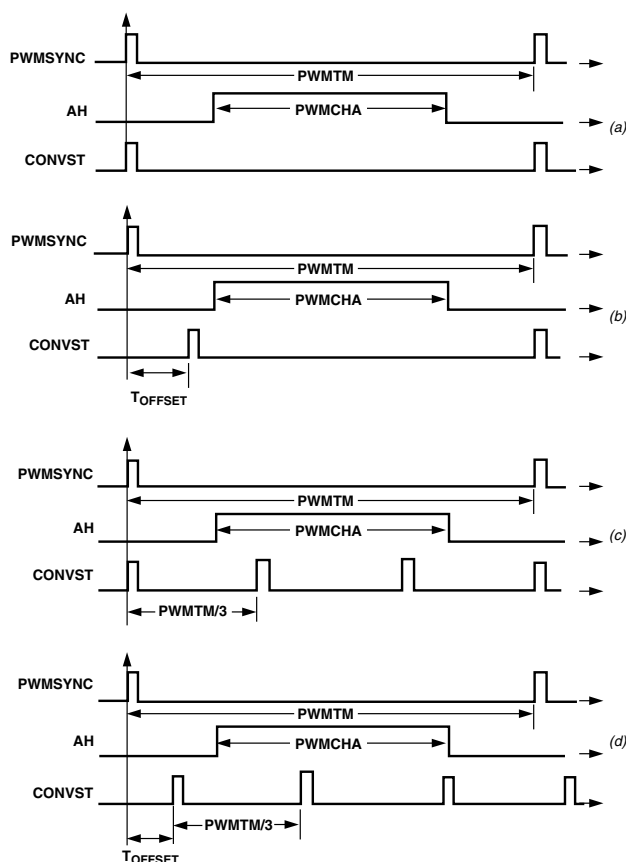 PWMSYNC
PWMTM
AH
PWMCHA
(a)
CONVST
PWMSYNC
PWMTM
AH
PWMCHA
(b)
CONVST
TOFFSET
PWMSYNC
PWMTM
AH
PWMCHA
(c)
CONVST
PWMTM/3
PWMSYNC
PWMTM
AH
PWMCHA
(d)
CONVST
PWMTM/3
TOFFSET